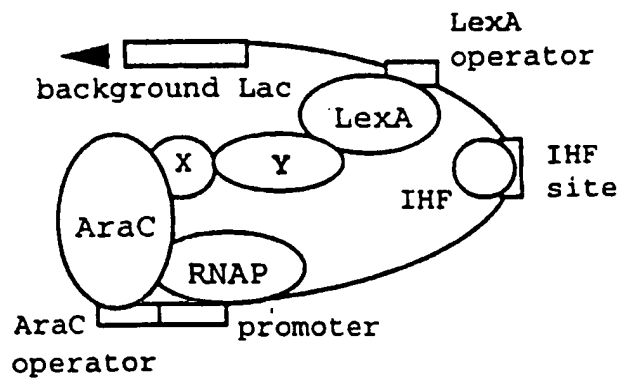 LexA
operator
background Lac
LexA
X
Y
IHF
site
IHF
AraC
RNAP
AraC
operator
promoter